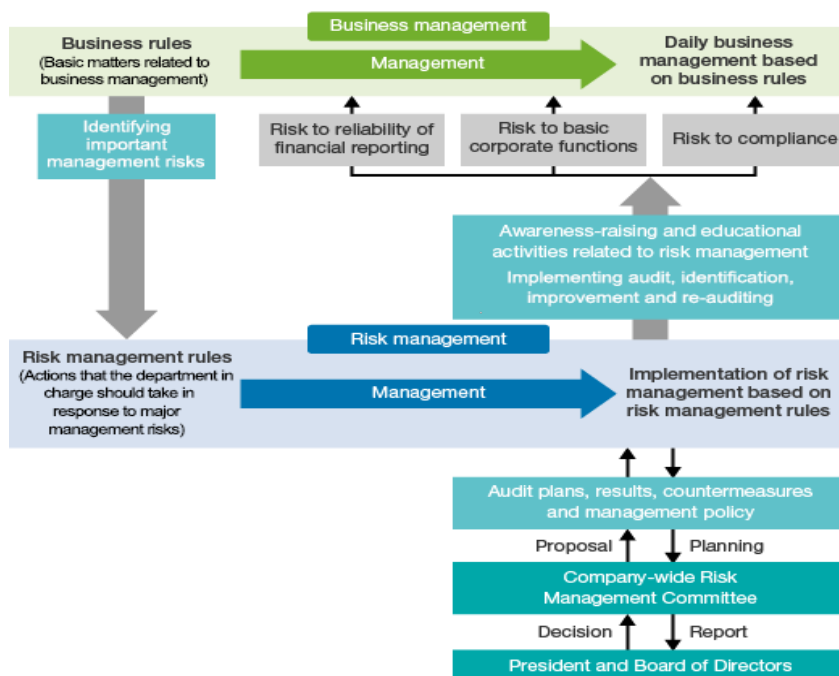 Business management
Business rules
(Basic matters related to
business management)
Management
Daily business
management based
on business rules
Identifying
important
management risks
Risk to reliability of
financial reporting
Risk to basic
corporate functions
Risk to compliance
Awareness-raising and educational
activities related to risk management
Implementing audit, identification,
improvement and re-auditing
Risk management
Risk management rules
(Actions that the department in
charge should take in
response to major
management risks)
Management
Implementation of risk
management based on
risk management rules
Audit plans, results, countermeasures
and management policy
Proposal
Planning
Company-wide Risk
Management Committee
Decision
Report
President and Board of Directors